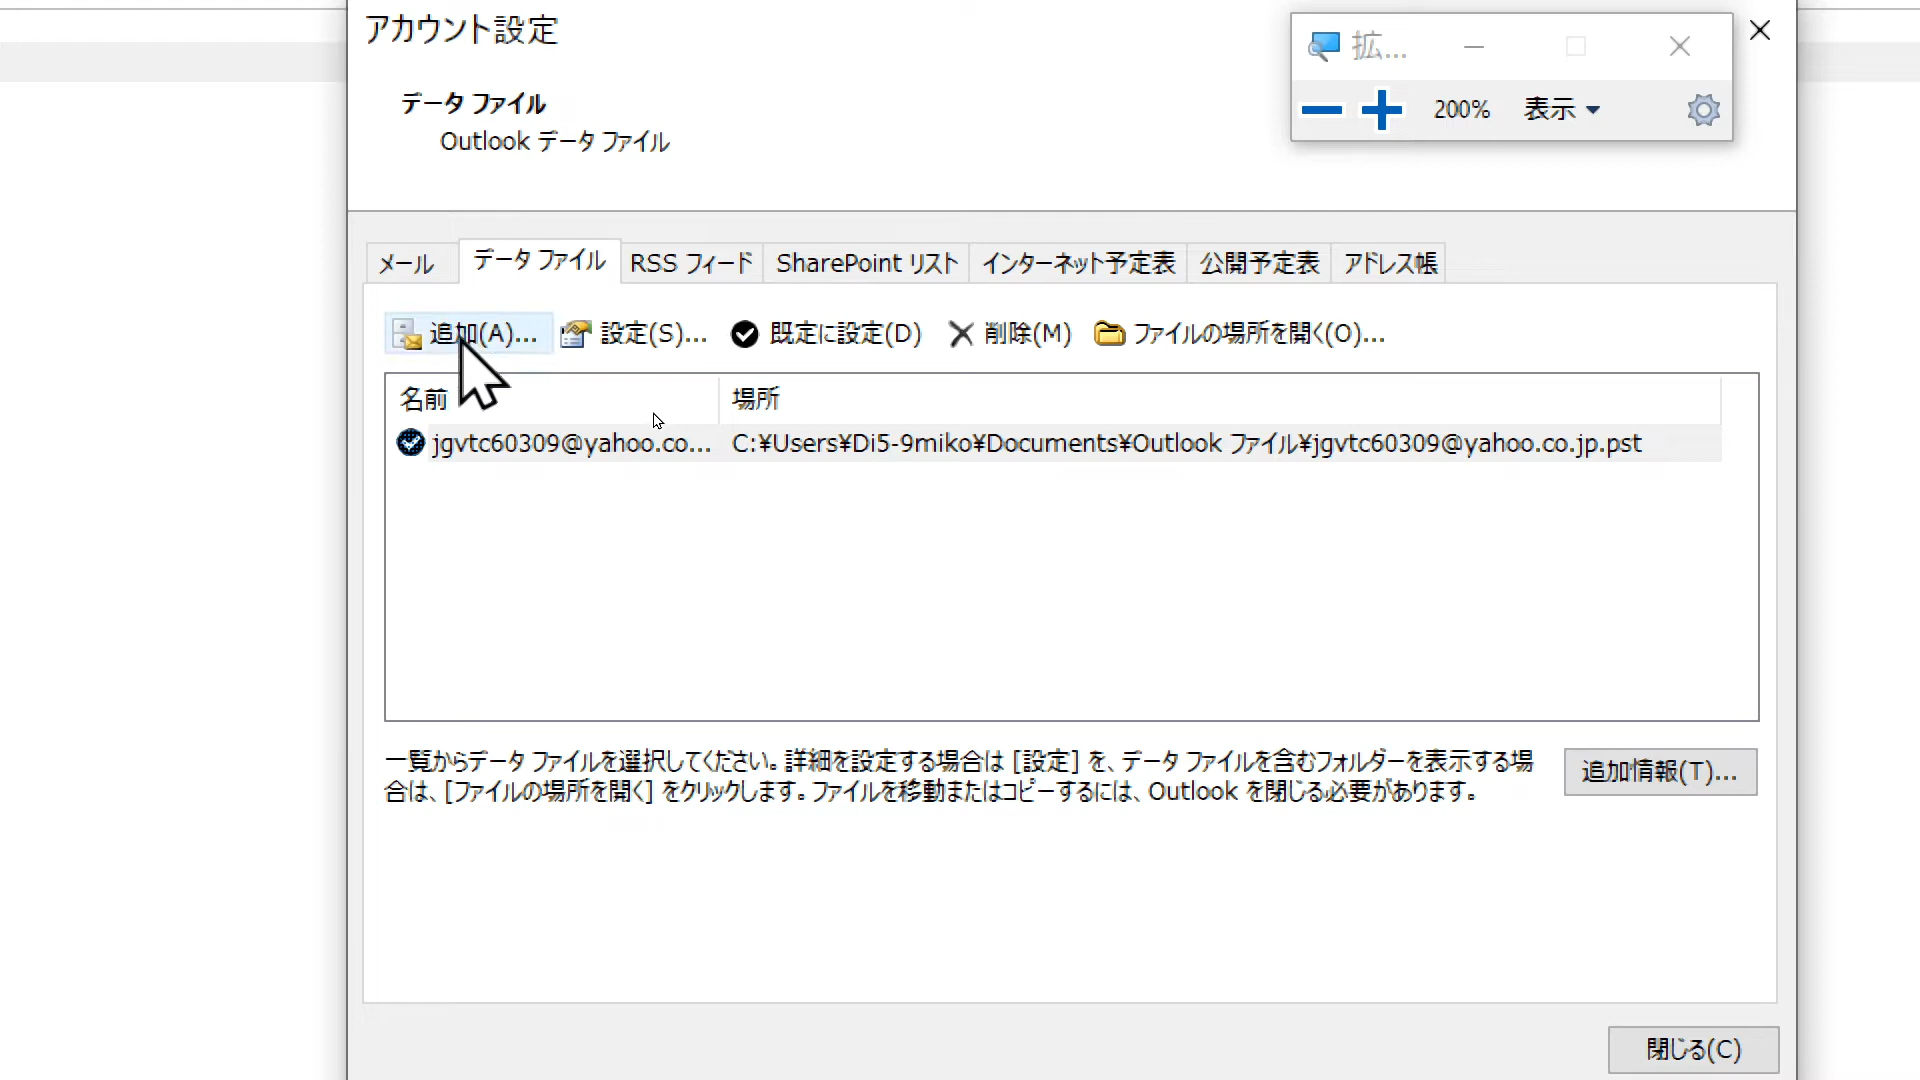 アカウント設定
拡...
200% 表示
データ ファイル
Outlook データ ファイル
メール データ ファイル RSS フィード SharePoint リスト インターネット予定表 公開予定表 アドレス帳
追加(A)... 設定(S)... 既定に設定(D) 削除(M) ファイルの場所を開く(O)...
名前 場所
jgvtc60309@yahoo.co... C:¥Users¥Di5-9miko¥Documents¥Outlook ファイル¥jgvtc60309@yahoo.co.jp.pst
一覧からデータ ファイルを選択してください。詳細を設定する場合は [設定] を、データ ファイルを含むフォルダーを表示する場
合は、[ファイルの場所を開く] をクリックします。ファイルを移動またはコピーするには、Outlook を閉じる必要があります。
追加情報(T)...
閉じる(C)